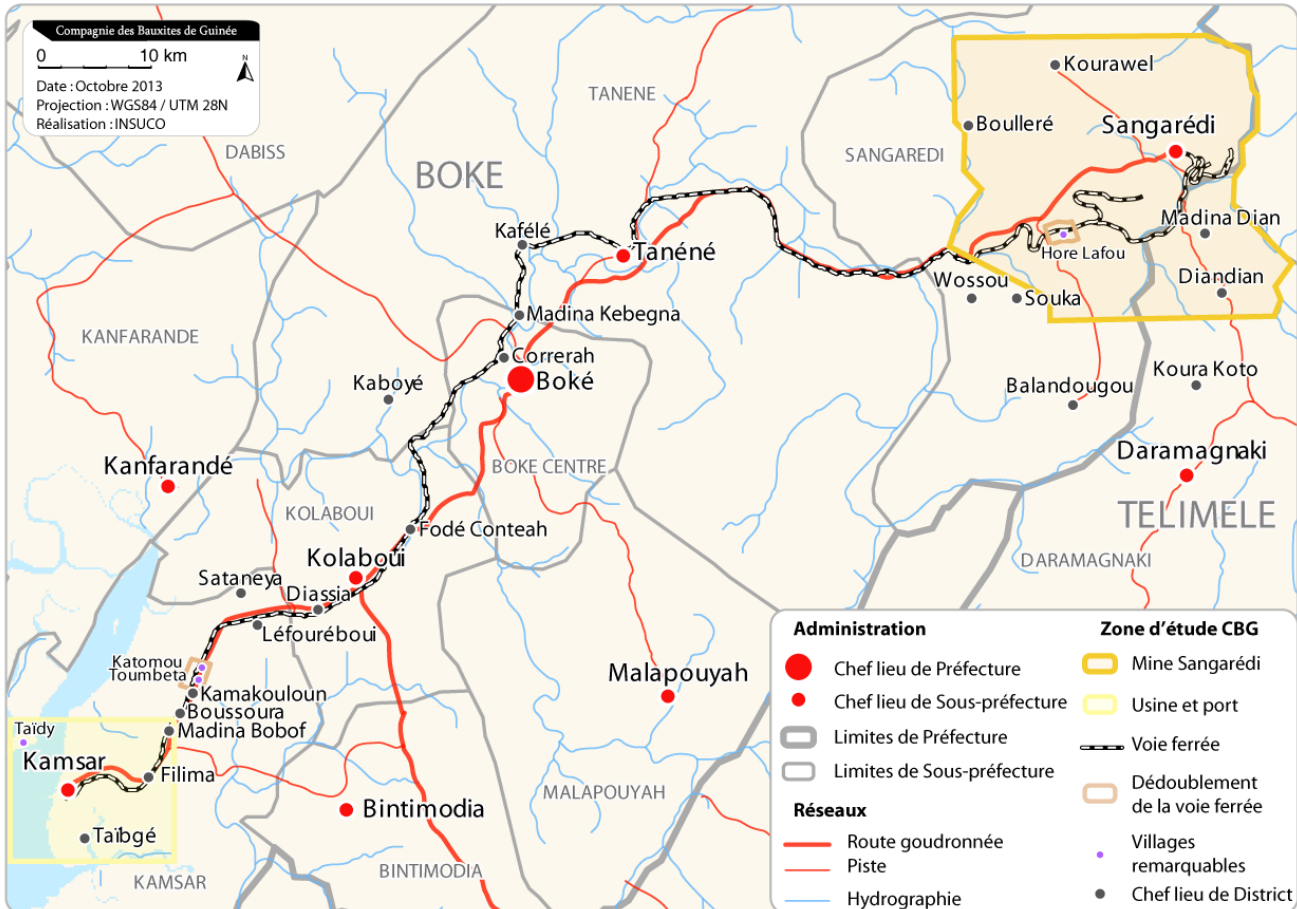 Compagnie des Bauxites de Guinée
0 10 km
N
Date : Octobre 2013
Projection : WGS84 / UTM 28N
Réalisation : INSUCO
TANENE
DABISS
BOKE
SANGAREDI
Kourawel
Boulleré
Sangarédi
Madina Dian
Hore Lafou
Diandian
Wossou
Souka
Kafélé
Tanéné
KANFARANDE
Madina Kebegna
Correrah
Boké
Kaboyé
Koura Koto
Balandougou
Daramagnaki
Kanfarandé
BOKE CENTRE
KOLABOUI
TELIMELE
Fodé Conteah
DARAMAGNAKI
Kolabouï
Sataneya
Diassia
Léfouréboui
Katomou
Toumbeta
Kamakouloun
Boussoura
Madina Bobof
Malapouyah
Taïdy
Kamsar
Filima
Bintimodia
Taïbgé
MALAPOUYAH
KAMSAR
BINTIMODIA
Administration
Chef lieu de Préfecture
Chef lieu de Sous-préfecture
Limites de Préfecture
Limites de Sous-préfecture
Réseaux
Route goudronnée
Piste
Hydrographie
Zone d'étude CBG
Mine Sangarédi
Usine et port
Voie ferrée
Dédoublement
de la voie ferrée
Villages
remarquables
Chef lieu de District